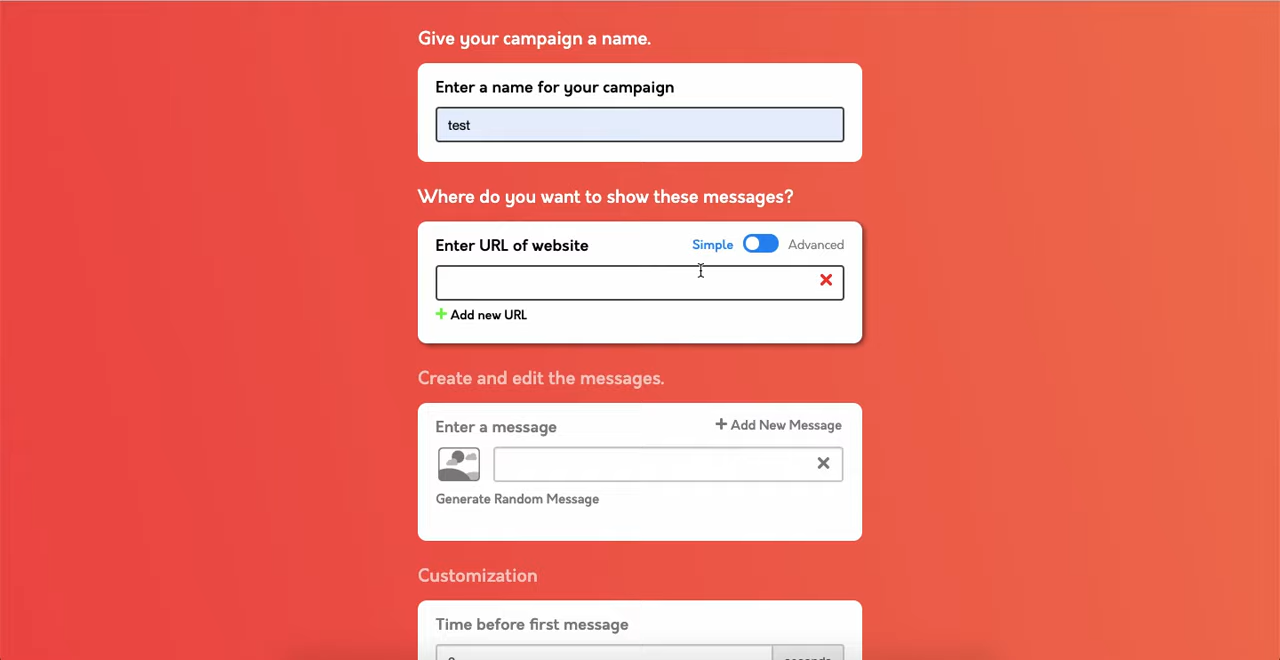 Give your campaign a name.
Enter a name for your campaign
test
Where do you want to show these messages?
Enter URL of website Simple Advanced
Add new URL
Create and edit the messages.
Enter a message Add New Message
Generate Random Message
Customization
Time before first message